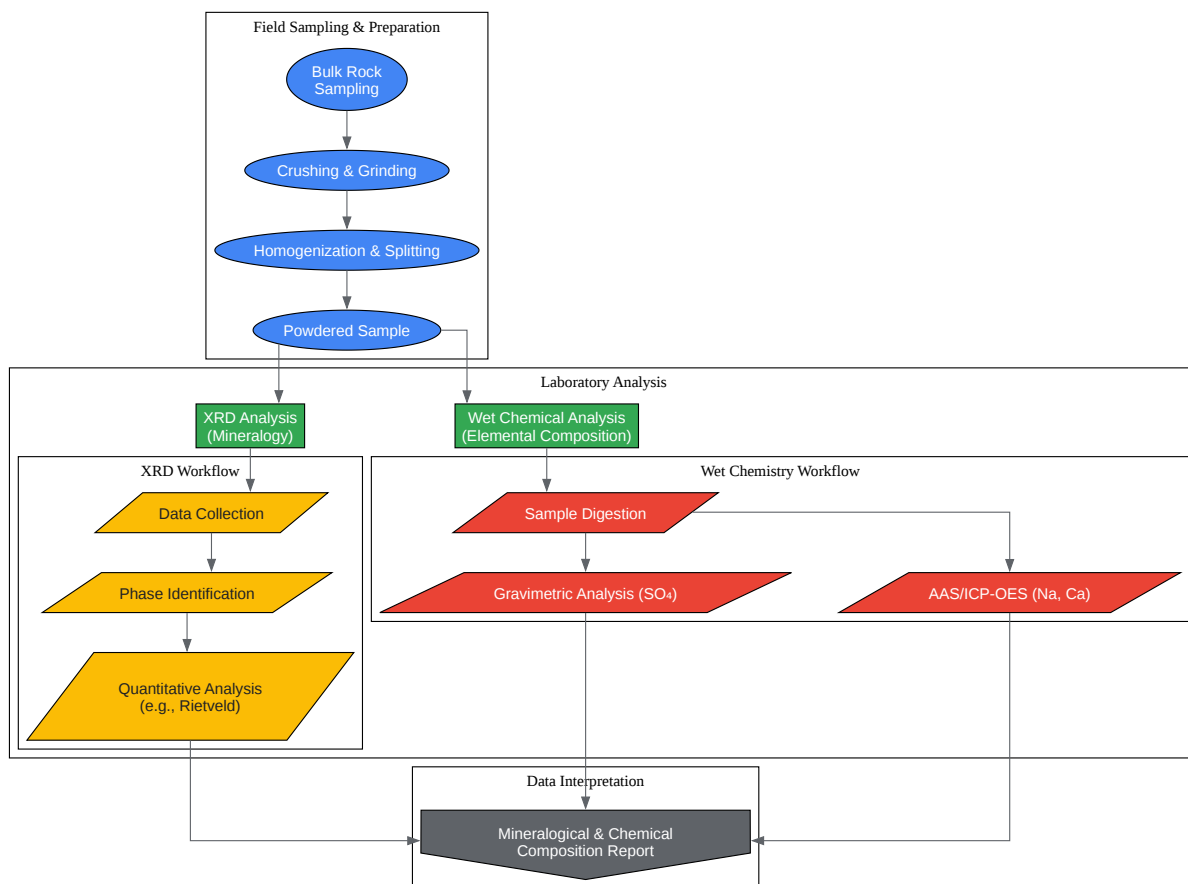 Field Sampling & Preparation
Bulk Rock
Sampling
Crushing & Grinding
Homogenization & Splitting
Powdered Sample
Laboratory Analysis
XRD Analysis
(Mineralogy)
Wet Chemical Analysis
(Elemental Composition)
XRD Workflow
Data Collection
Phase Identification
Quantitative Analysis
(e.g., Rietveld)
Wet Chemistry Workflow
Sample Digestion
Gravimetric Analysis (SO₄)
AAS/ICP-OES (Na, Ca)
Data Interpretation
Mineralogical & Chemical
Composition Report